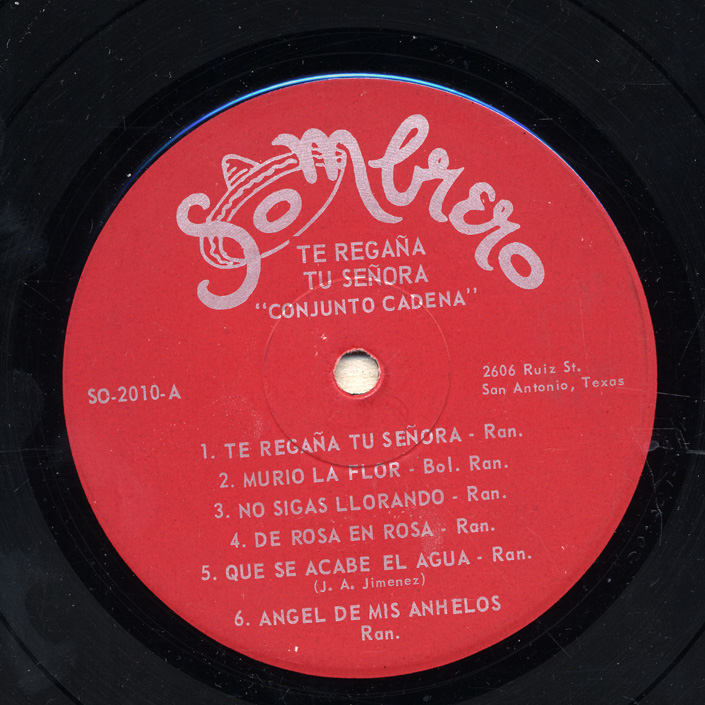 Sombrero
TE REGAÑA
TU SEÑORA
"CONJUNTO CADENA"
SO-2010-A
2606 Ruiz St.
San Antonio, Texas
1. TE REGAÑA TU SEÑORA - Ran.
2. MURIO LA FLOR - Bol. Ran.
3. NO SIGAS LLORANDO - Ran.
4. DE ROSA EN ROSA - Ran.
5. QUE SE ACABE EL AGUA - Ran.
(J. A. Jimenez)
6. ANGEL DE MIS ANHELOS
Ran.